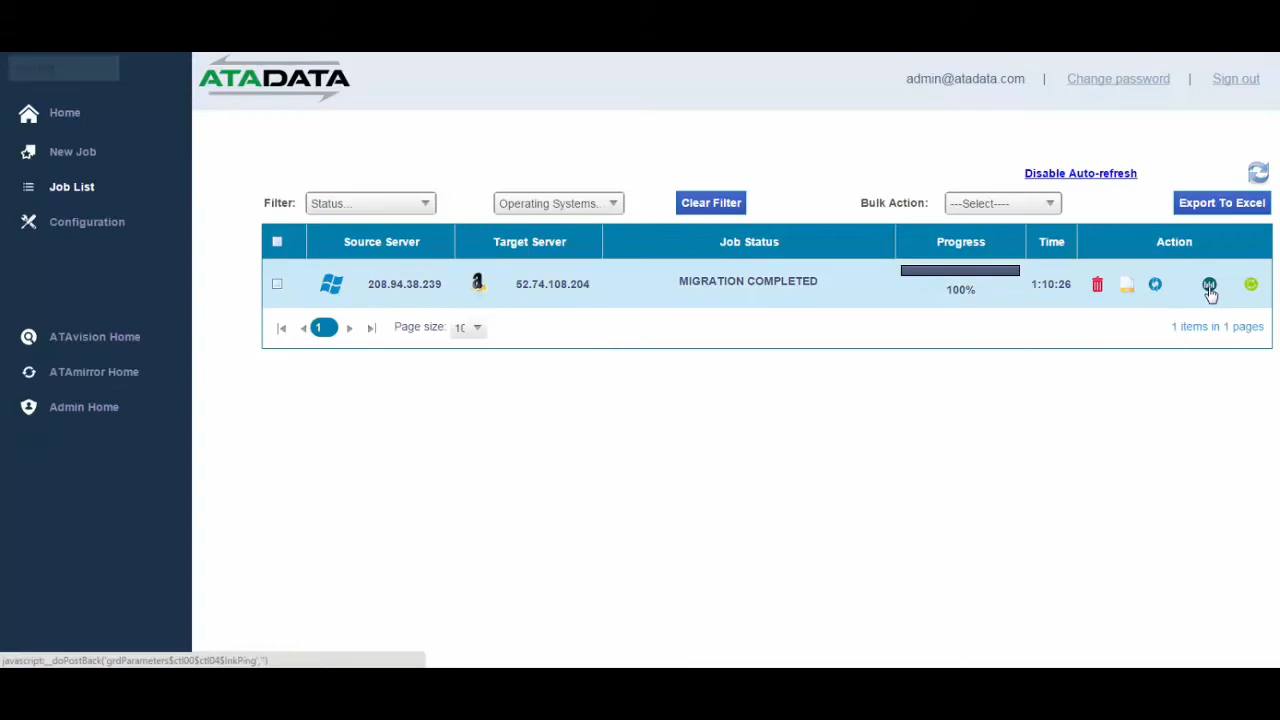 ATADATA
admin@atadata.com | Change password | Sign out
Home
New Job
Job List
Configuration
ATAvision Home
ATAmirror Home
Admin Home
Disable Auto-refresh
Filter: Status... Operating Systems.. Clear Filter Bulk Action: ---Select---- Export To Excel
Source Server Target Server Job Status Progress Time Action
208.94.38.239 52.74.108.204 MIGRATION COMPLETED 100% 1:10:26
1 Page size: 10 1 items in 1 pages
javascript:__doPostBack('grdParameters$ctl00$ctl04$lnkPing','')